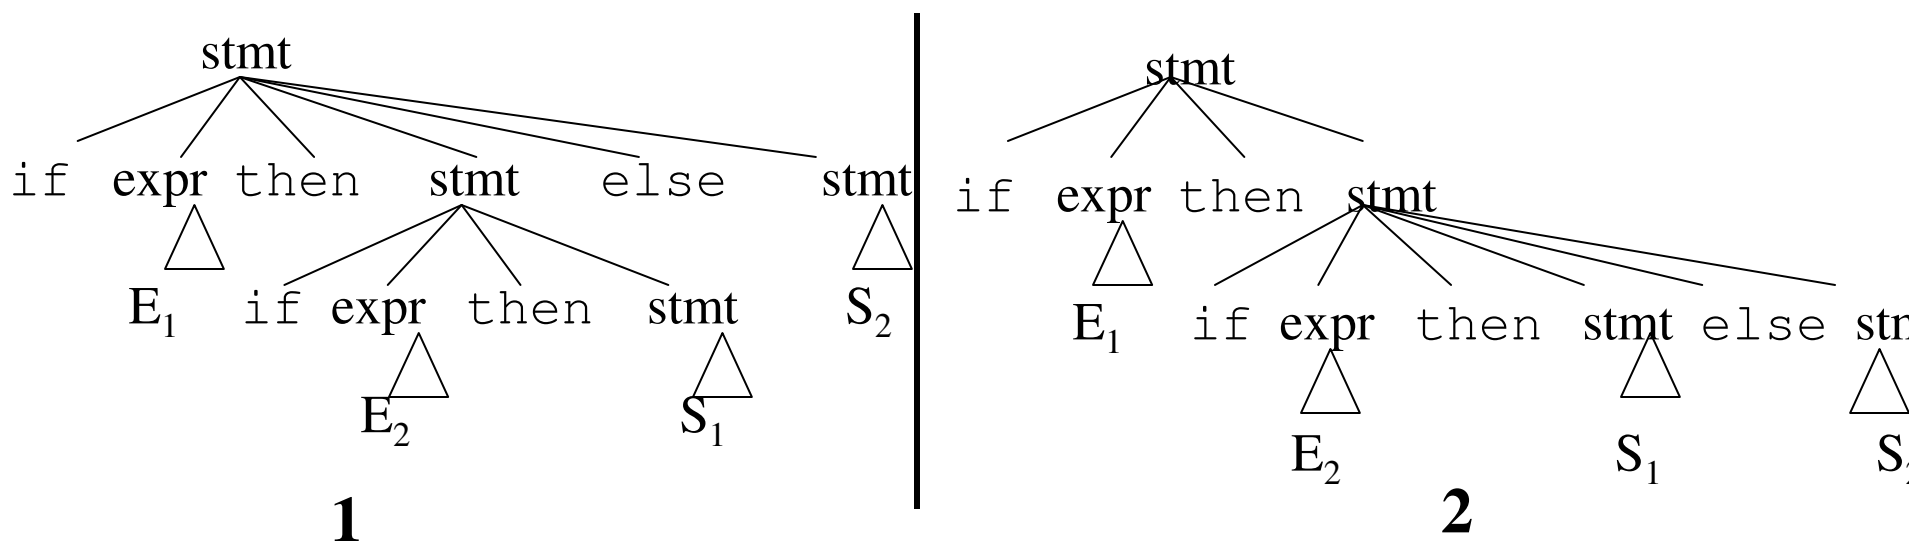 stmt
if expr then stmt else stmt
E1 if expr then stmt S2
E2 S1
1
stmt
if expr then stmt
E1 if expr then stmt else
E2 S1
2